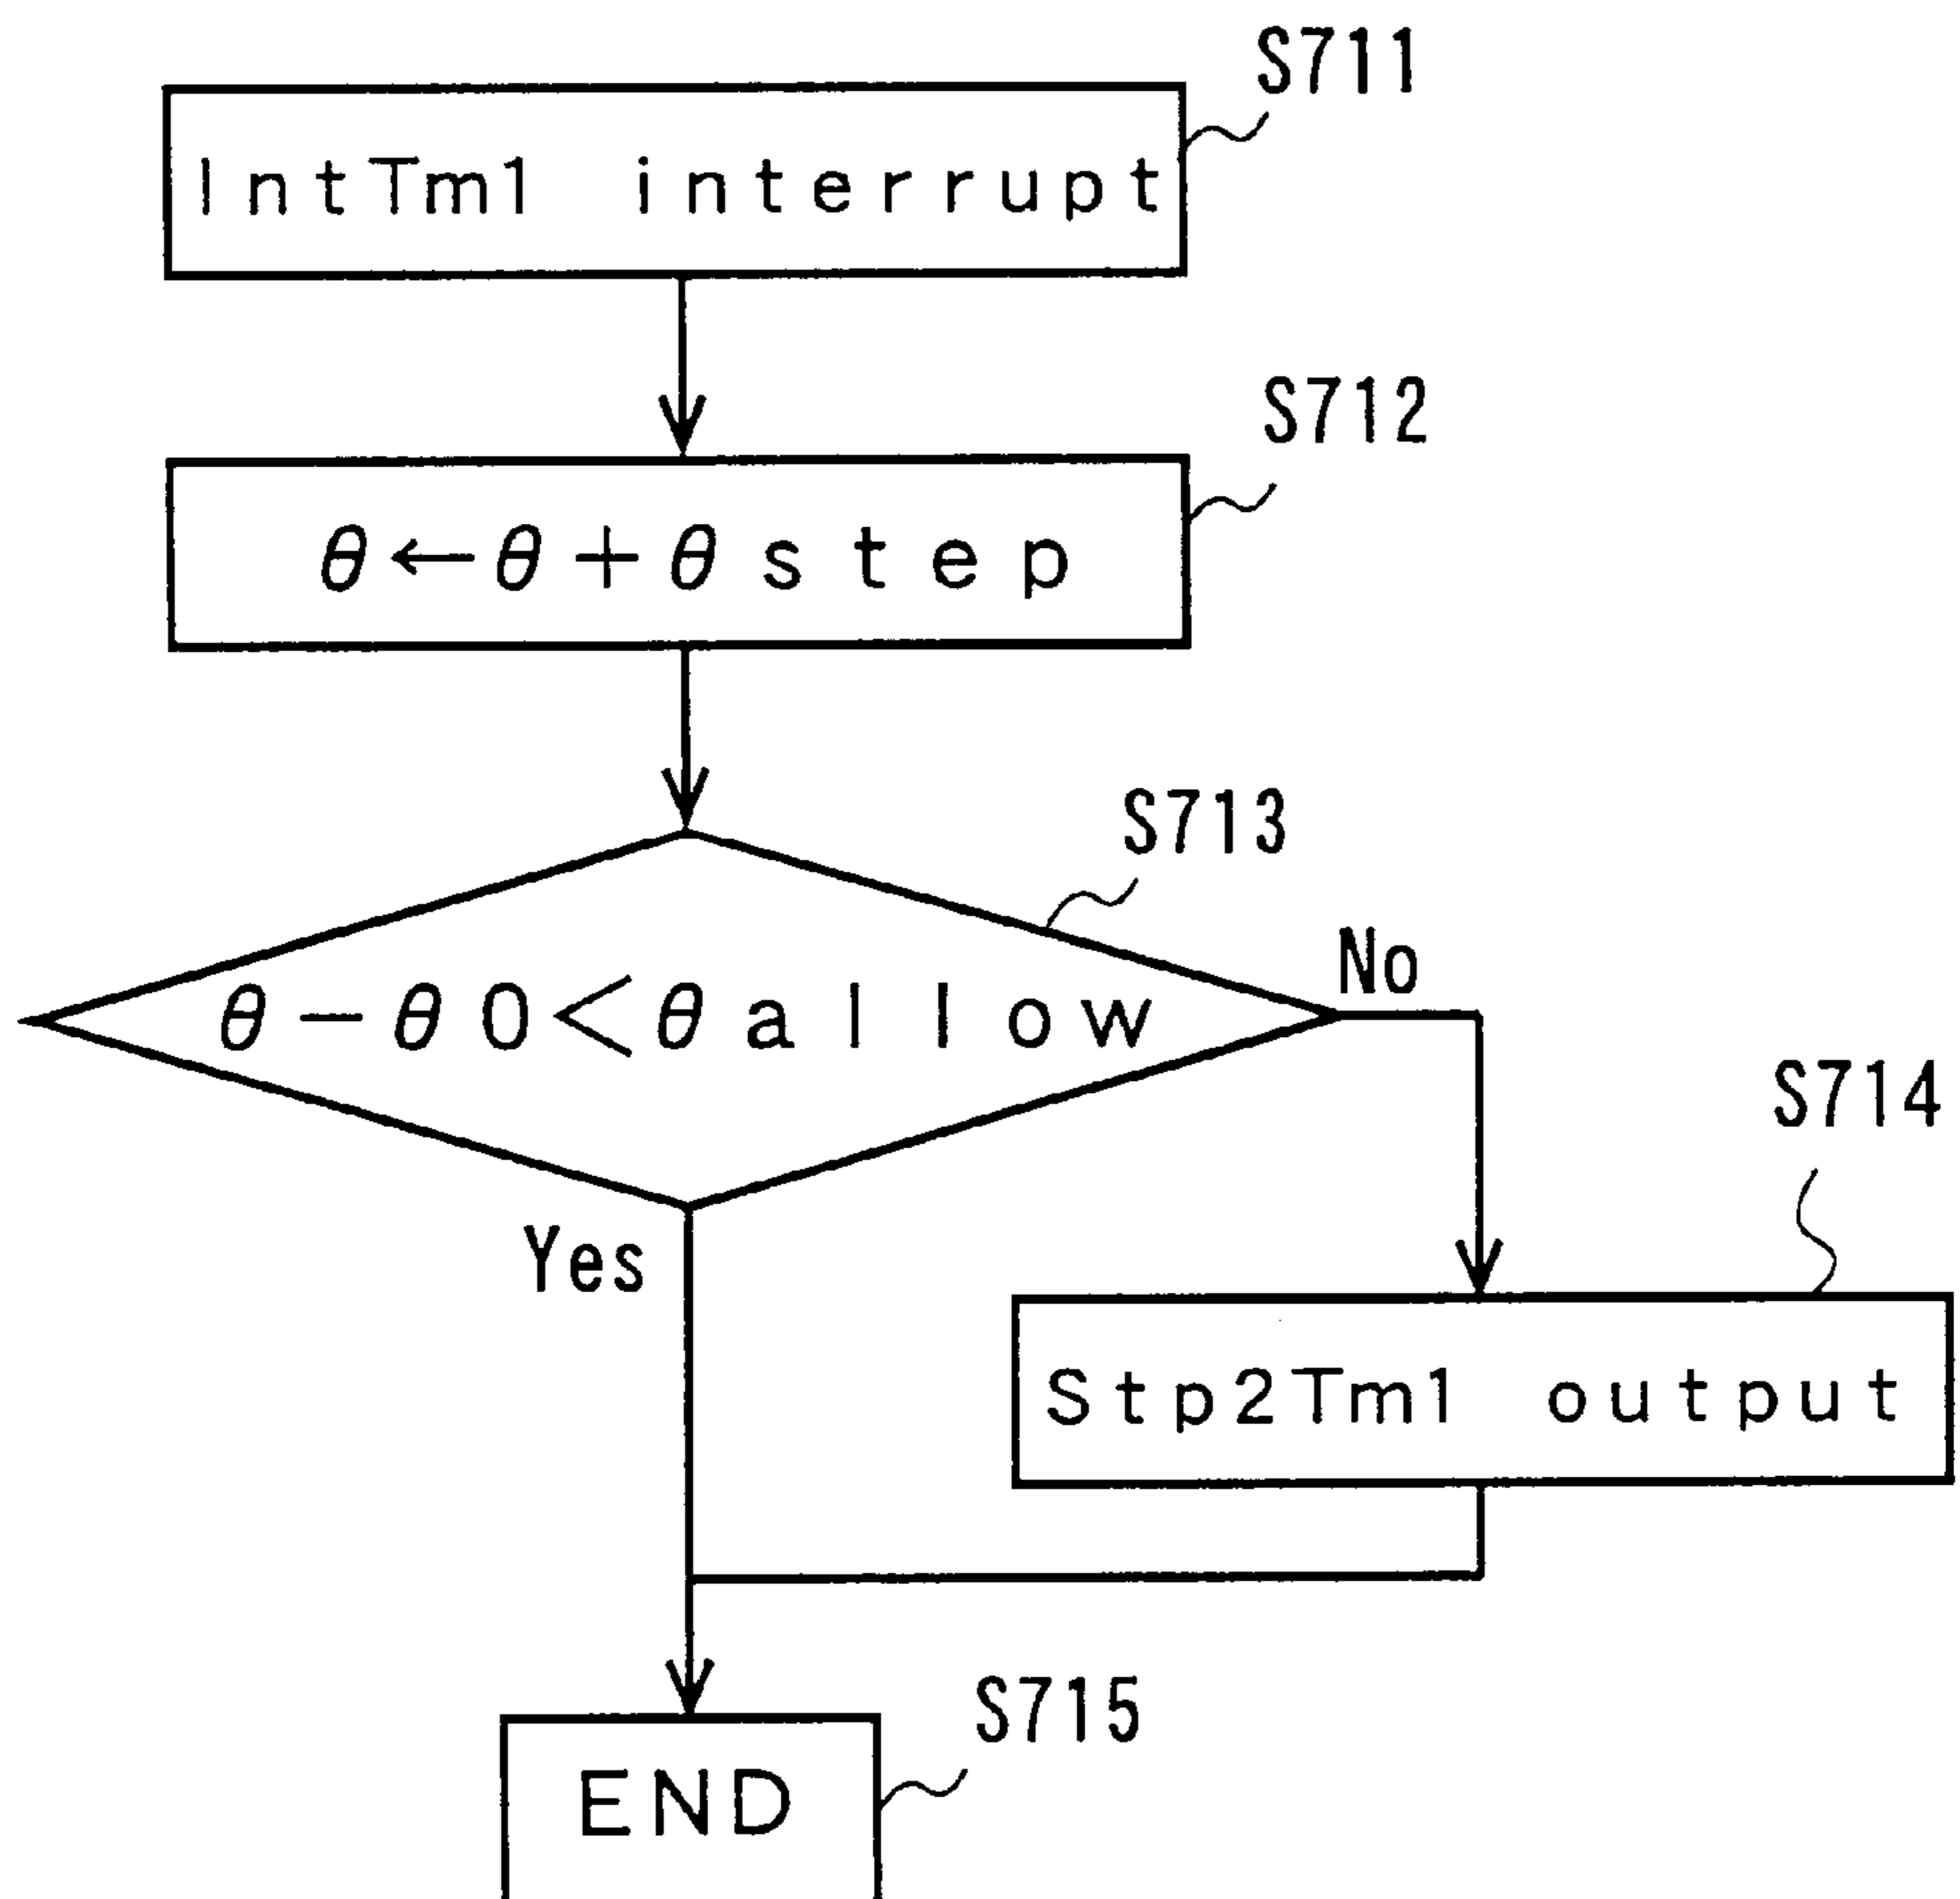 S711
IntTm1 interrupt
S712
θ←θ+θstep
S713
θ-θ0<θallow
No
S714
Yes
Stp2Tm1 output
S715
END